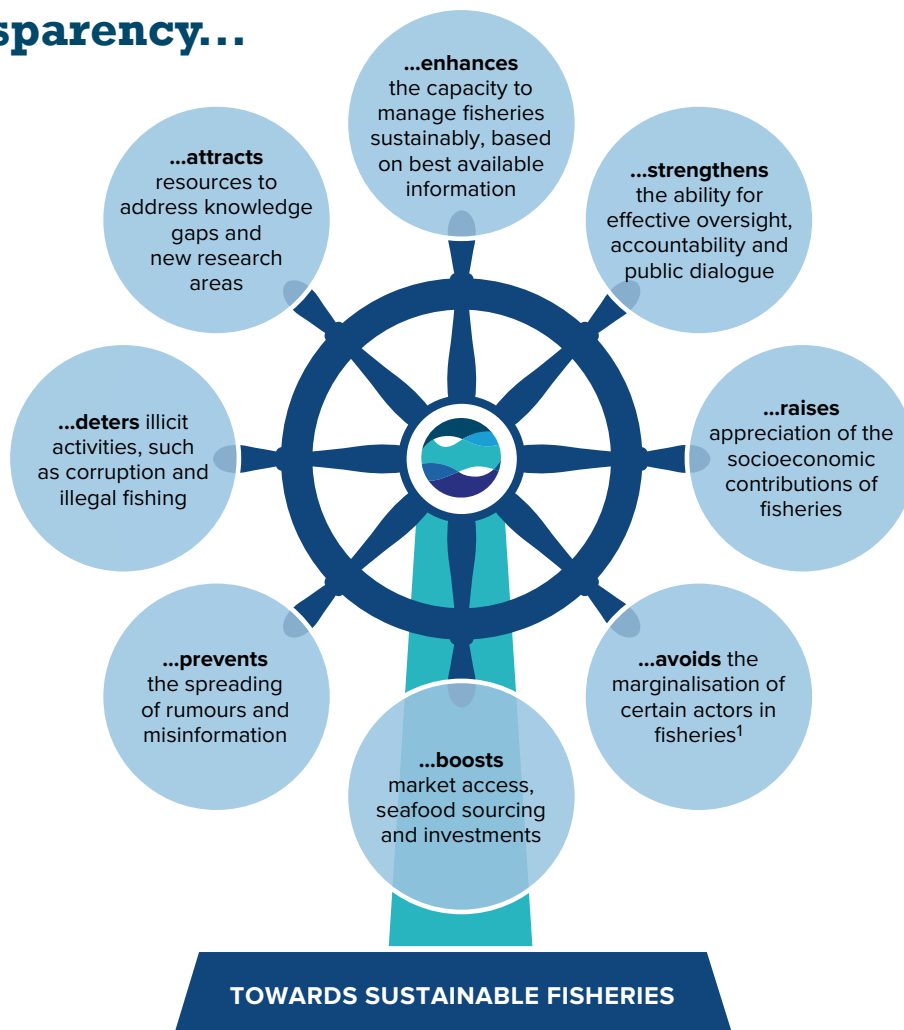 sparency...
...enhances
the capacity to
manage fisheries
sustainably, based
on best available
information
...strengthens
the ability for
effective oversight,
accountability and
public dialogue
...raises
appreciation of the
socioeconomic
contributions of
fisheries
...avoids the
marginalisation of
certain actors in
fisheries¹
...boosts
market access,
seafood sourcing
and investments
...prevents
the spreading
of rumours and
misinformation
...deters illicit
activities, such
as corruption and
illegal fishing
...attracts
resources to
address knowledge
gaps and
new research
areas
TOWARDS SUSTAINABLE FISHERIES